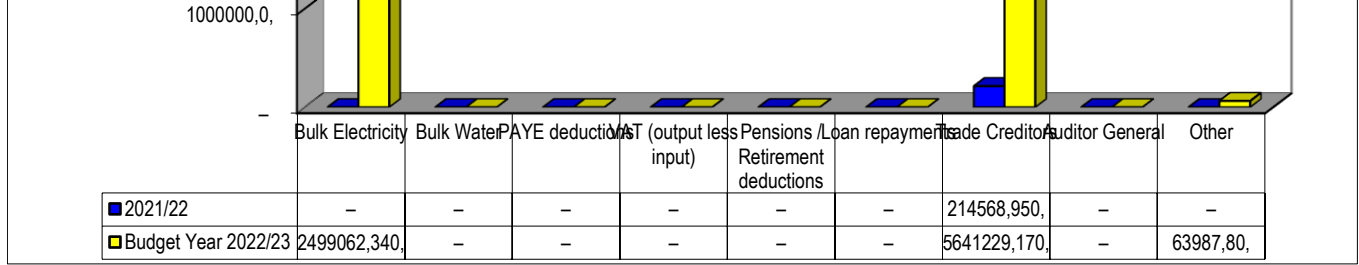 1000000,0,
–
Bulk Electricity Bulk Water PAYE deductions VAT (output less input) Pensions / Retirement deductions Loan repayments Trade Creditors Auditor General Other
2021/22 – – – – – – 214568,950, – –
Budget Year 2022/23 2499062,340, – – – – – 5641229,170, – 63987,80,